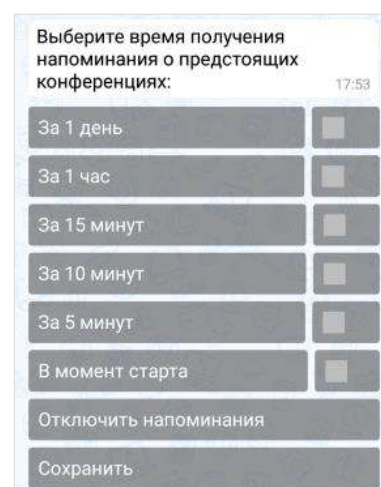 Выберите время получения
напоминания о предстоящих
конференциях:
17:53
За 1 день
За 1 час
За 15 минут
За 10 минут
За 5 минут
В момент старта
Отключить напоминания
Сохранить